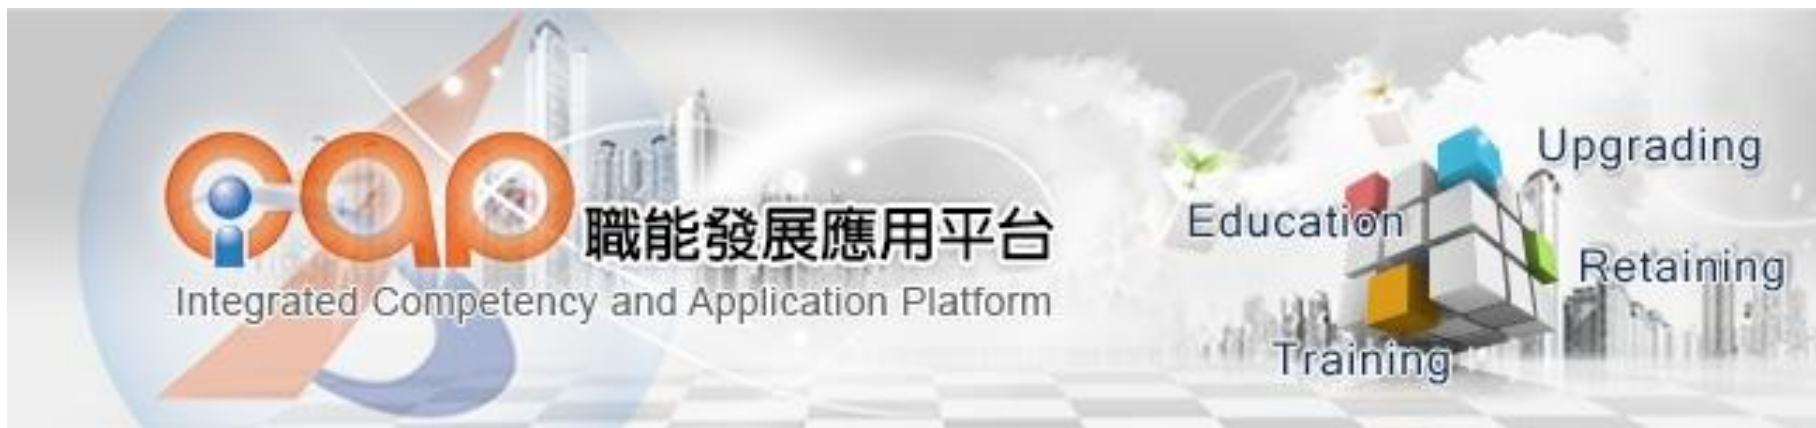 iCap 職能發展應用平台
Integrated Competency and Application Platform
Upgrading
Education
Retaining
Training